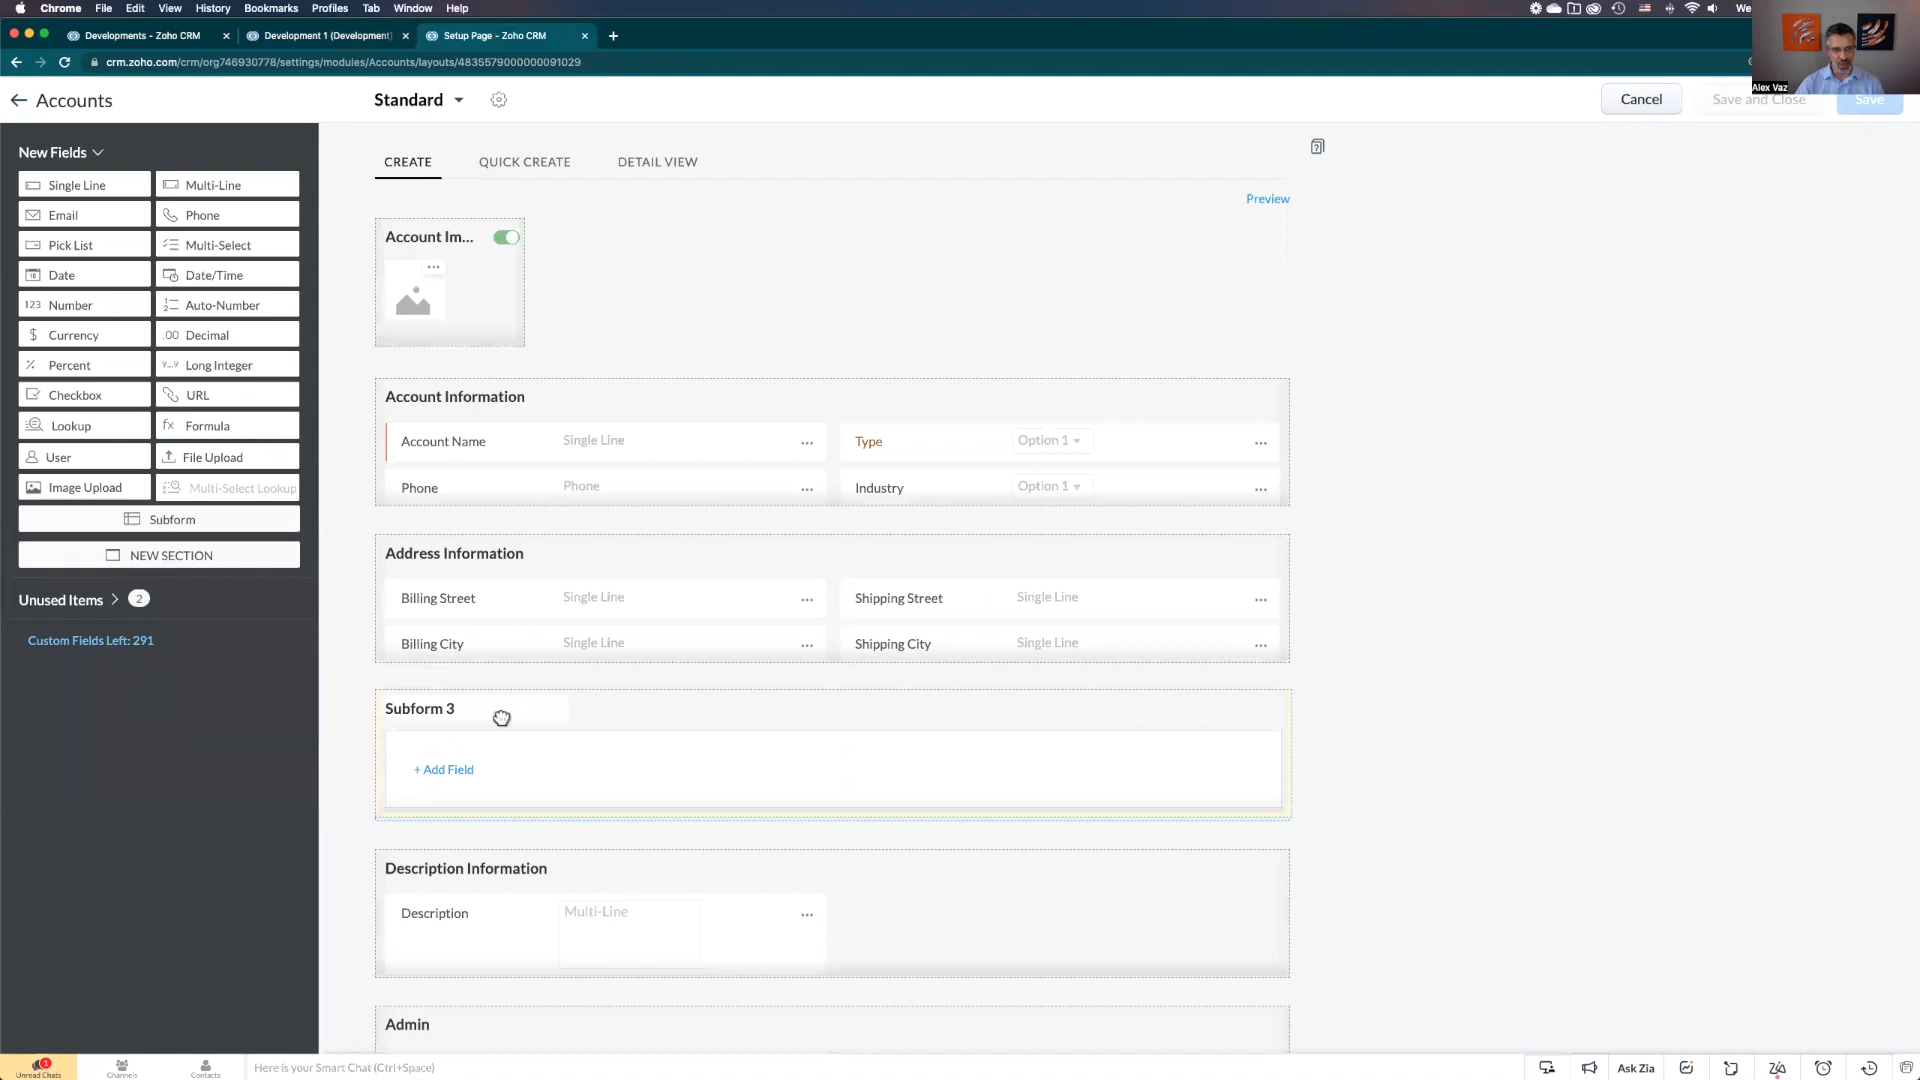 Chrome File Edit View History Bookmarks Profiles Tab Window Help We
Developments - Zoho CRM Development 1 (Development) Setup Page - Zoho CRM
crm.zoho.com/crm/org746930778/settings/modules/Accounts/layouts/4835579000000091029
Alex Vaz
Accounts Standard Cancel Save and Close Save
New Fields
Single Line Multi-Line
Email Phone
Pick List Multi-Select
Date Date/Time
123 Number Auto-Number
$ Currency .00 Decimal
Percent Long Integer
Checkbox URL
Lookup fx Formula
User File Upload
Image Upload Multi-Select Lookup
Subform
NEW SECTION
Unused Items 2
Custom Fields Left: 291
CREATE QUICK CREATE DETAIL VIEW
Preview
Account Im...
Account Information
Account Name Single Line Type Option 1
Phone Phone Industry Option 1
Address Information
Billing Street Single Line Shipping Street Single Line
Billing City Single Line Shipping City Single Line
Subform 3
+ Add Field
Description Information
Description Multi-Line
Admin
1
Unread Chats Channels Contacts Here is your Smart Chat (Ctrl+Space) Ask Zia